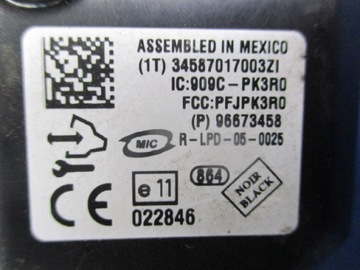 ASSEMBLED IN MEXICO
(1T) 34587017003ZI
IC:909C-PK3R0
FCC:PFJPK3R0
(P) 96673458
MIC R-LPD-05-0025
CE
e11
022846
864
NOIR
BLACK